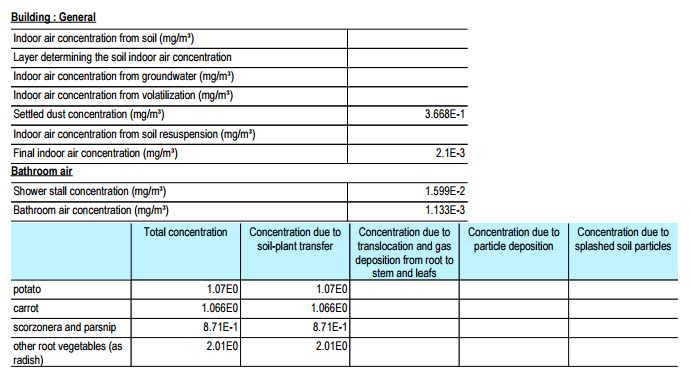 Building : General
Indoor air concentration from soil (mg/m³)
Layer determining the soil indoor air concentration
Indoor air concentration from groundwater (mg/m³)
Indoor air concentration from volatilization (mg/m³)
Settled dust concentration (mg/m³) 3.668E-1
Indoor air concentration from soil resuspension (mg/m³)
Final indoor air concentration (mg/m³) 2.1E-3
Bathroom air
Shower stall concentration (mg/m³) 1.599E-2
Bathroom air concentration (mg/m³) 1.133E-3
Total concentration Concentration due to soil-plant transfer Concentration due to translocation and gas deposition from root to stem and leafs Concentration due to particle deposition Concentration due to splashed soil particles
potato 1.07E0 1.07E0
carrot 1.066E0 1.066E0
scorzonera and parsnip 8.71E-1 8.71E-1
other root vegetables (as radish) 2.01E0 2.01E0